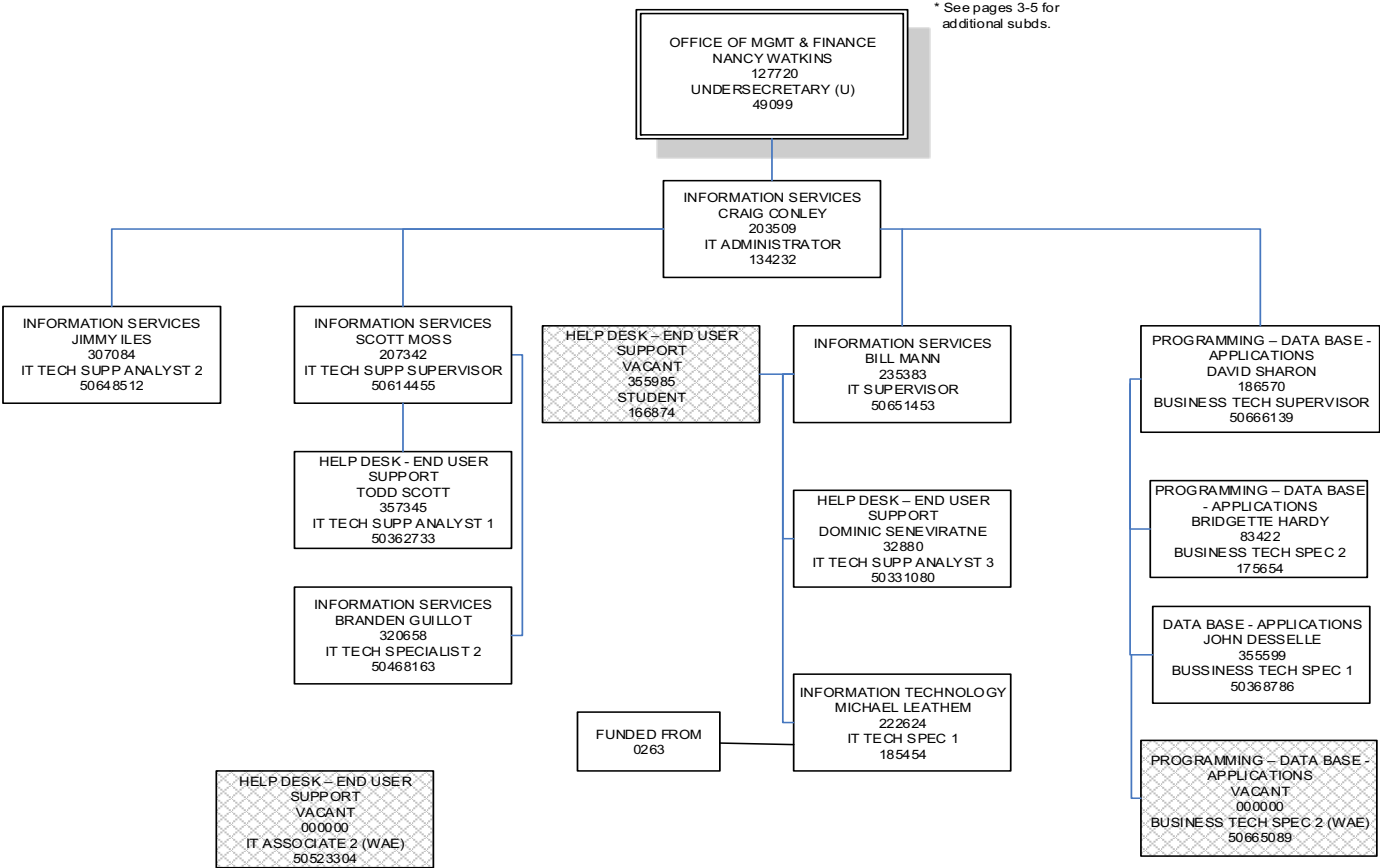 * See pages 3-5 for
additional subds.
OFFICE OF MGMT & FINANCE
NANCY WATKINS
127720
UNDERSECRETARY (U)
49099
INFORMATION SERVICES
CRAIG CONLEY
203509
IT ADMINISTRATOR
134232
INFORMATION SERVICES
JIMMY ILES
307084
IT TECH SUPP ANALYST 2
50648512
INFORMATION SERVICES
SCOTT MOSS
207342
IT TECH SUPP SUPERVISOR
50614455
HELP DESK – END USER
SUPPORT
VACANT
355985
STUDENT
166874
INFORMATION SERVICES
BILL MANN
235383
IT SUPERVISOR
50651453
PROGRAMMING – DATA BASE -
APPLICATIONS
DAVID SHARON
186570
BUSINESS TECH SUPERVISOR
50666139
HELP DESK - END USER
SUPPORT
TODD SCOTT
357345
IT TECH SUPP ANALYST 1
50362733
HELP DESK – END USER
SUPPORT
DOMINIC SENEVIRATNE
32880
IT TECH SUPP ANALYST 3
50331080
PROGRAMMING – DATA BASE
- APPLICATIONS
BRIDGETTE HARDY
83422
BUSINESS TECH SPEC 2
175654
INFORMATION SERVICES
BRANDEN GUILLOT
320658
IT TECH SPECIALIST 2
50468163
DATA BASE - APPLICATIONS
JOHN DESSELLE
355599
BUSSINESS TECH SPEC 1
50368786
FUNDED FROM
0263
INFORMATION TECHNOLOGY
MICHAEL LEATHEM
222624
IT TECH SPEC 1
185454
HELP DESK – END USER
SUPPORT
VACANT
000000
IT ASSOCIATE 2 (WAE)
50523304
PROGRAMMING – DATA BASE -
APPLICATIONS
VACANT
000000
BUSINESS TECH SPEC 2 (WAE)
50665089